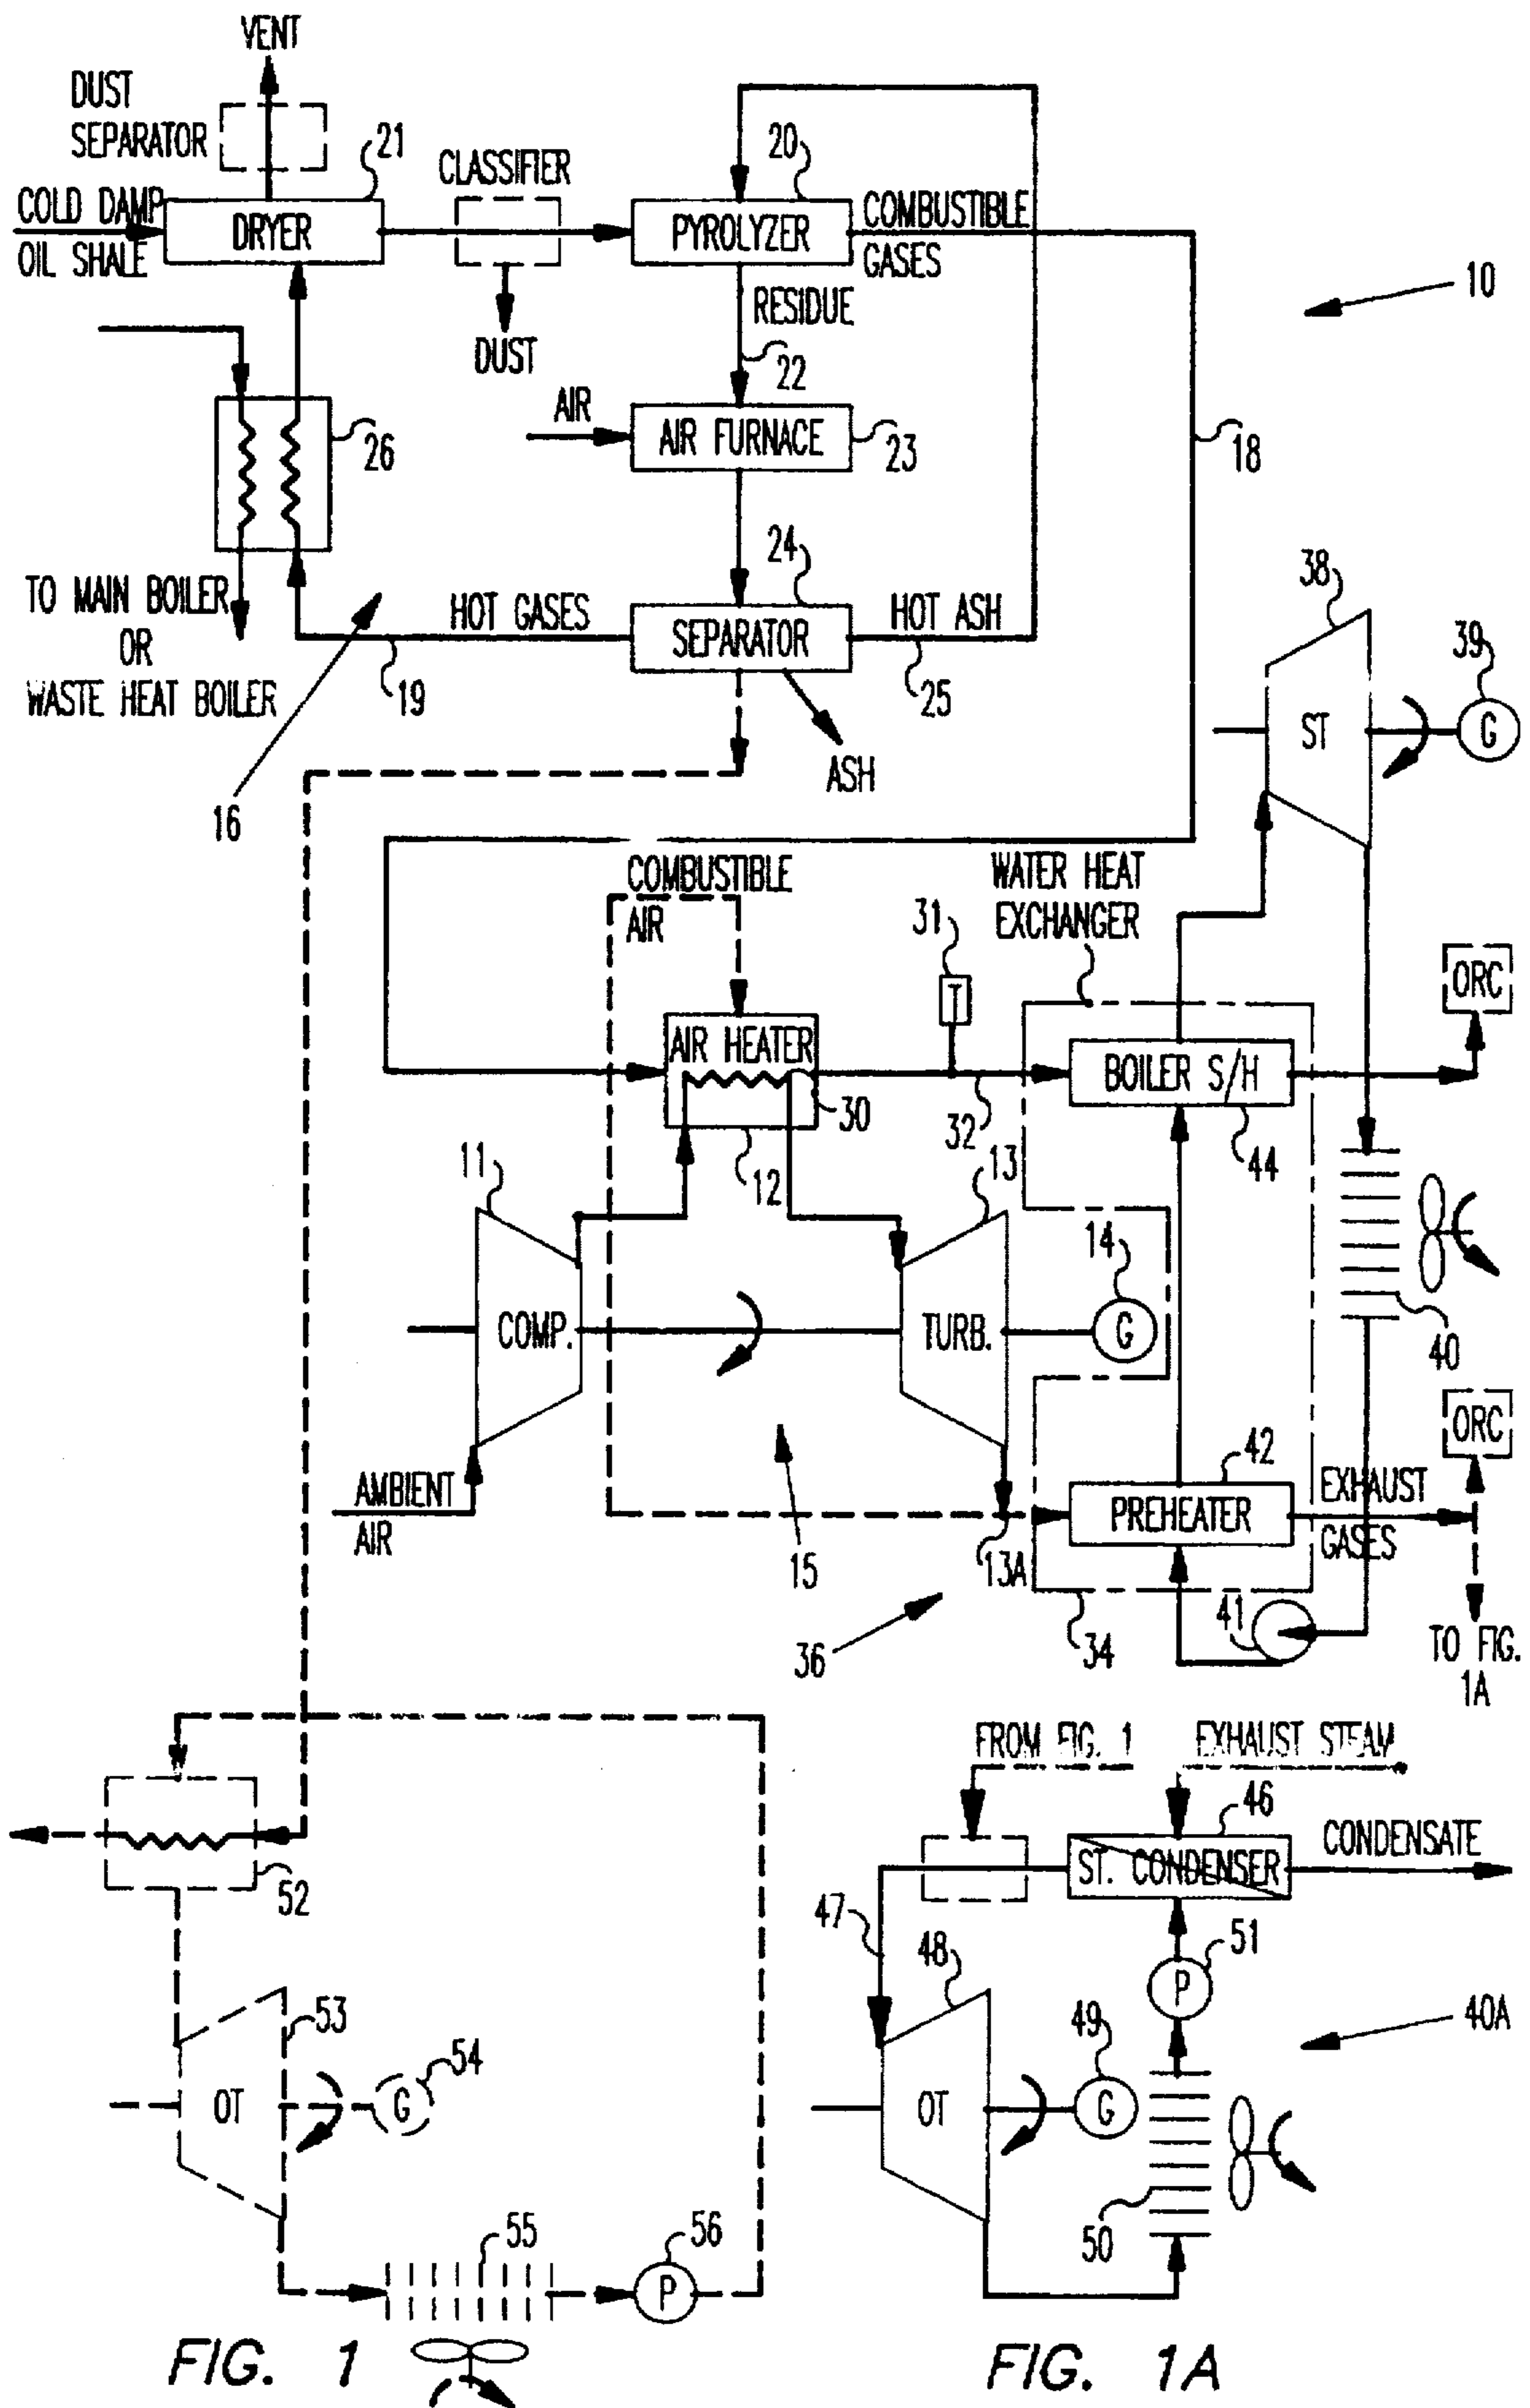 VENT
DUST
SEPARATOR
21
CLASSIFIER
20
COLD DAMP
OIL SHALE
DRYER
PYROLYZER
COMBUSTIBLE
GASES
10
RESIDUE
DUST
22
AIR
AIR FURNACE
23
26
18
24
38
TO MAIN BOILER
OR
WASTE HEAT BOILER
HOT GASES
SEPARATOR
HOT ASH
39
19
25
ST
G
ASH
16
COMBUSTIBLE
AIR
WATER HEAT
EXCHANGER
31
T
ORC
AIR HEATER
BOILER S/H
30
32
44
11
12
13
14
COMP.
TURB.
G
40
ORC
42
AMBIENT
AIR
PREHEATER
EXHAUST
GASES
15
13A
41
36
34
TO FIG.
1A
FROM FIG. 1
EXHAUST STEAM
46
ST. CONDENSER
CONDENSATE
52
47
48
51
P
53
49
40A
54
OT
G
OT
G
55
56
50
P
FIG. 1
FIG. 1A